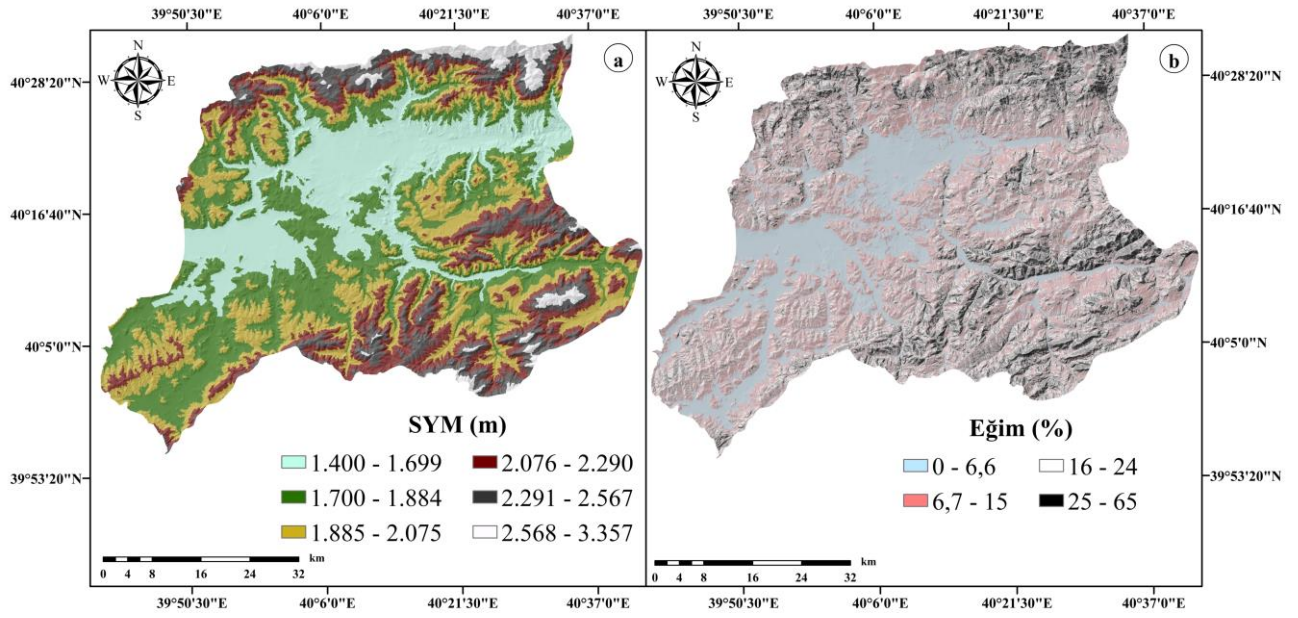 39°50'30"E 40°6'0"E 40°21'30"E 40°37'0"E
39°50'30"E 40°6'0"E 40°21'30"E 40°37'0"E
a
N
W E
S
40°28'20"N
40°16'40"N
40°5'0"N
39°53'20"N
SYM (m)
1.400 - 1.699 2.076 - 2.290
1.700 - 1.884 2.291 - 2.567
1.885 - 2.075 2.568 - 3.357
km
0 4 8 16 24 32
b
N
W E
S
40°28'20"N
40°16'40"N
40°5'0"N
39°53'20"N
Eğim (%)
0 - 6,6 16 - 24
6,7 - 15 25 - 65
km
0 4 8 16 24 32
39°50'30"E 40°6'0"E 40°21'30"E 40°37'0"E
39°50'30"E 40°6'0"E 40°21'30"E 40°37'0"E